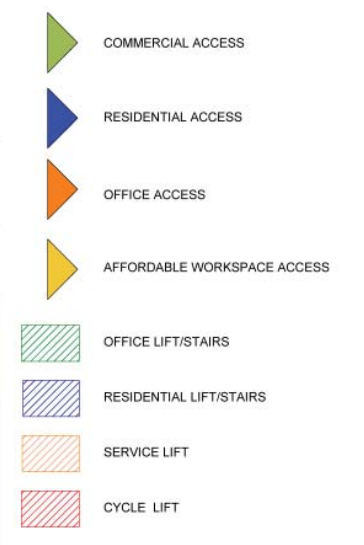 COMMERCIAL ACCESS
RESIDENTIAL ACCESS
OFFICE ACCESS
AFFORDABLE WORKSPACE ACCESS
OFFICE LIFT/STAIRS
RESIDENTIAL LIFT/STAIRS
SERVICE LIFT
CYCLE LIFT